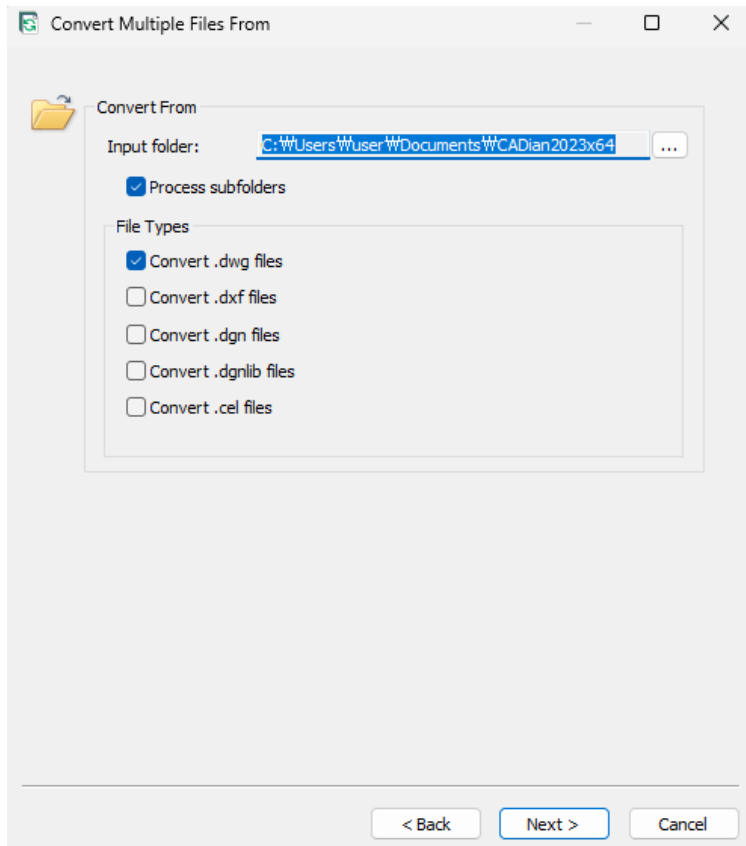 Convert Multiple Files From
Convert From
Input folder: C:₩Users₩user₩Documents₩CADian2023x64 ...
Process subfolders
File Types
Convert .dwg files
Convert .dxf files
Convert .dgn files
Convert .dgnlib files
Convert .cel files
< Back Next > Cancel